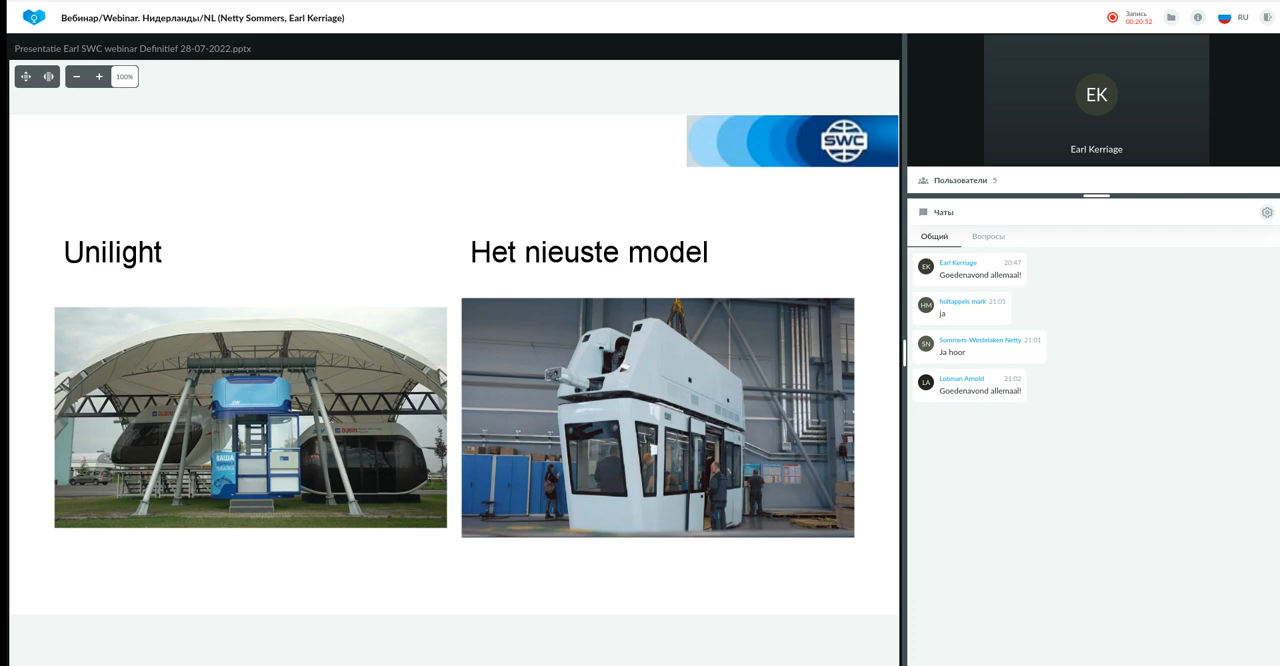 Вебинар/Webinar. Нидерланды/NL (Netty Sommers, Earl Kerriage)
Запись
00:20:52
RU
Presentatie Earl SWC webinar Definitief 28-07-2022.pptx
100%
SWC
Unilight
Het nieuste model
ВАША
EK
Earl Kerriage
Пользователи 5
Чаты
Общий
Вопросы
EK
Earl Kerriage 20:47
Goedenavond allemaal!
HM
holtappels mark 21:01
ja
SN
Sommers-Westelaken Netty 21:01
Ja hoor
LA
Lobman Arnold 21:02
Goedenavond allemaal!